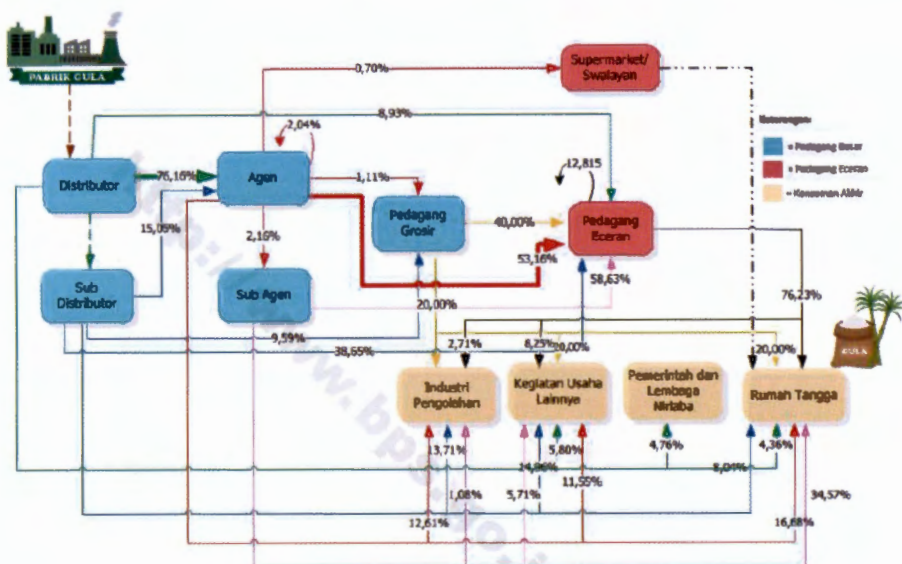 PABRIK GULA
0,70%
Supermarket/
Swalayan
8,93%
2,04%
Keterangan:
= Pedagang Besar
= Pedagang Eceran
= Konsumen Akhir
Distributor
76,16%
Agen
12,815
1,11%
Pedagang
Grosir
40,00%
Pedagang
Eceran
15,05%
2,16%
53,16%
58,63%
Sub
Distributor
Sub Agen
20,00%
76,23%
9,59%
38,65%
2,71%
8,25%
20,00%
20,00%
GULA
Industri
Pengolahan
Kegiatan Usaha
Lainnya
Pemerintah dan
Lembaga
Nirlaba
Rumah Tangga
13,71%
5,80%
4,76%
4,36%
8,04%
1,08%
5,71%
11,55%
34,57%
12,61%
16,68%